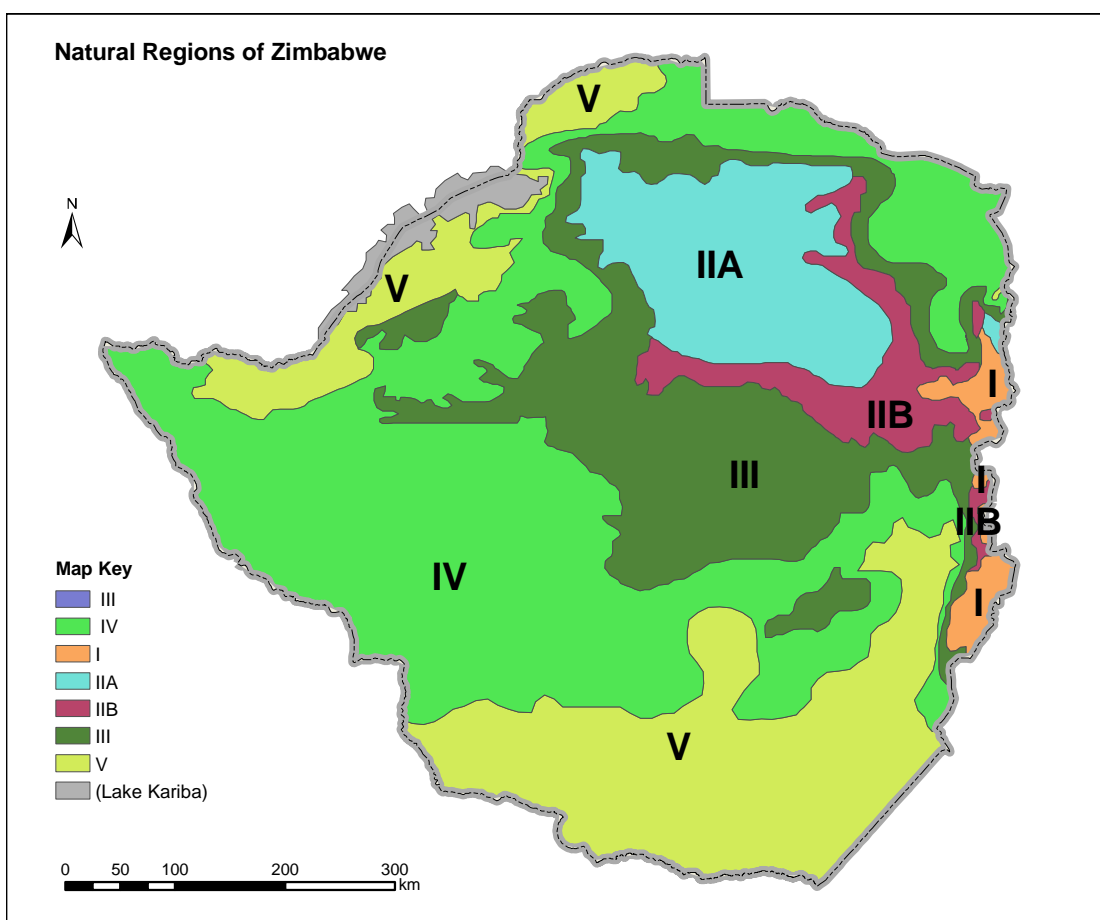 Natural Regions of Zimbabwe
V
N
IIA
V
I
IIB
III
I
IIB
IV
I
V
Map Key
III
IV
I
IIA
IIB
III
V
(Lake Kariba)
0 50 100 200 300
km